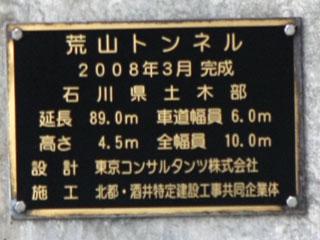 荒山トンネル
2008年3月 完成
石川県土木部
延長 89.0m 車道幅員 6.0m
高さ 4.5m 全幅員 10.0m
設計 東京コンサルタンツ株式会社
施工 北都・酒井特定建設工事共同企業体